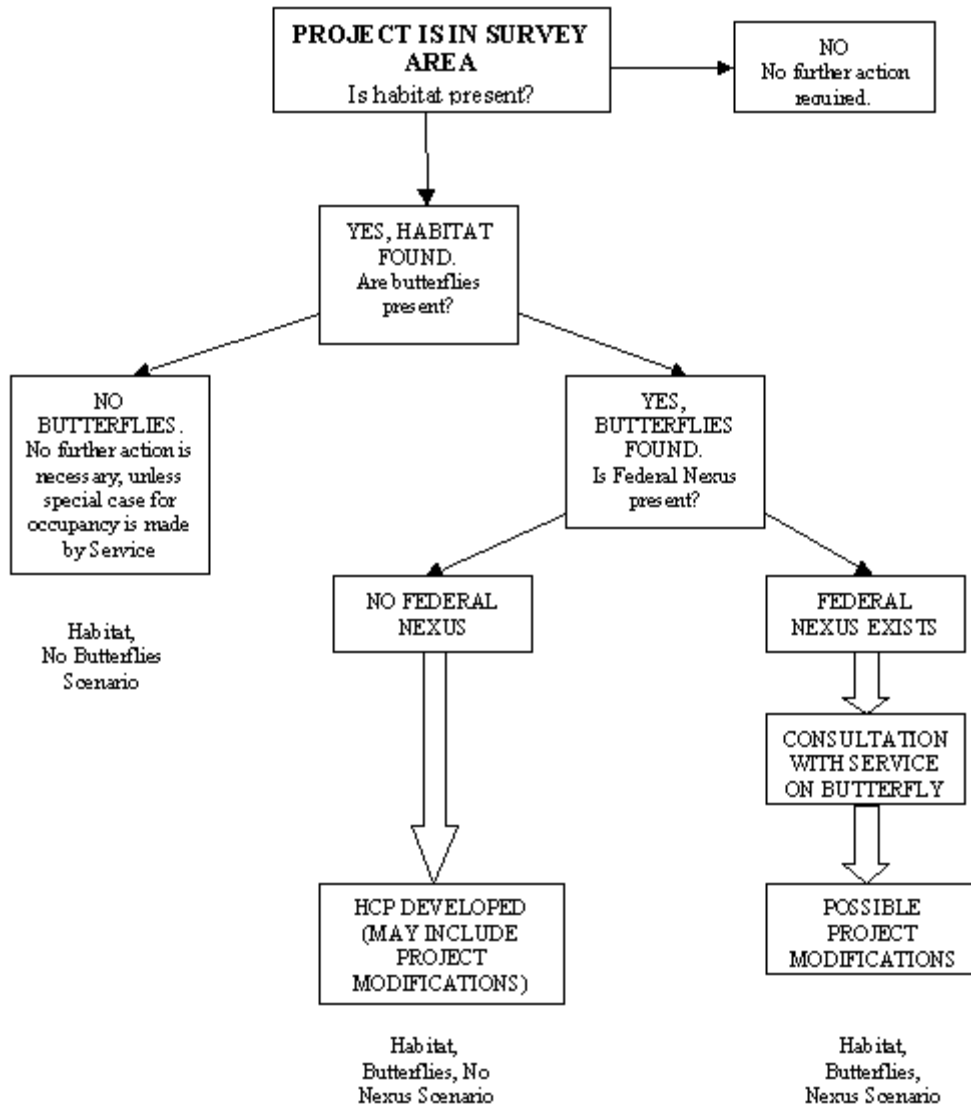 PROJECT IS IN SURVEY
AREA
Is habitat present?
NO
No further action
required.
YES, HABITAT
FOUND.
Are butterflies
present?
NO
BUTTERFLIES.
No further action is
necessary, unless
special case for
occupancy is made
by Service
YES,
BUTTERFLIES
FOUND.
Is Federal Nexus
present?
NO FEDERAL
NEXUS
FEDERAL
NEXUS EXISTS
Habitat,
No Butterflies
Scenario
CONSULTATION
WITH SERVICE
ON BUTTERFLY
HCP DEVELOPED
(MAY INCLUDE
PROJECT
MODIFICATIONS)
POSSIBLE
PROJECT
MODIFICATIONS
Habitat,
Butterflies, No
Nexus Scenario
Habitat,
Butterflies,
Nexus Scenario